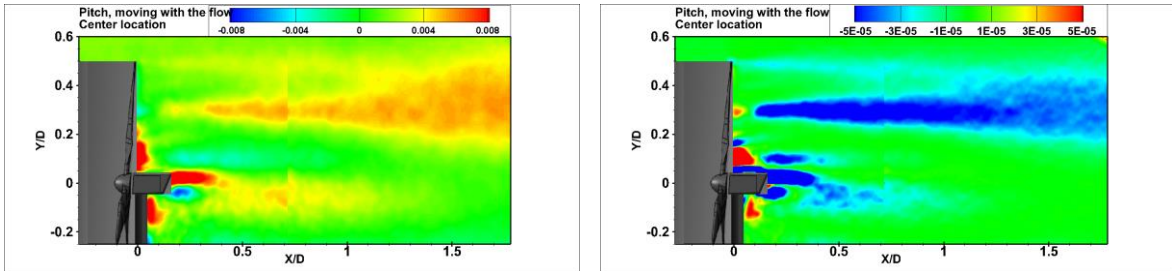 Pitch, moving with the flow
Center location
-0.008 -0.004 0 0.004 0.008
0.6
0.4
0.2
0
-0.2
Y/D
0 0.5 1 1.5
X/D
Pitch, moving with the flow
Center location
-5E-05 -3E-05 -1E-05 1E-05 3E-05 5E-05
0.6
0.4
0.2
0
-0.2
Y/D
0 0.5 1 1.5
X/D